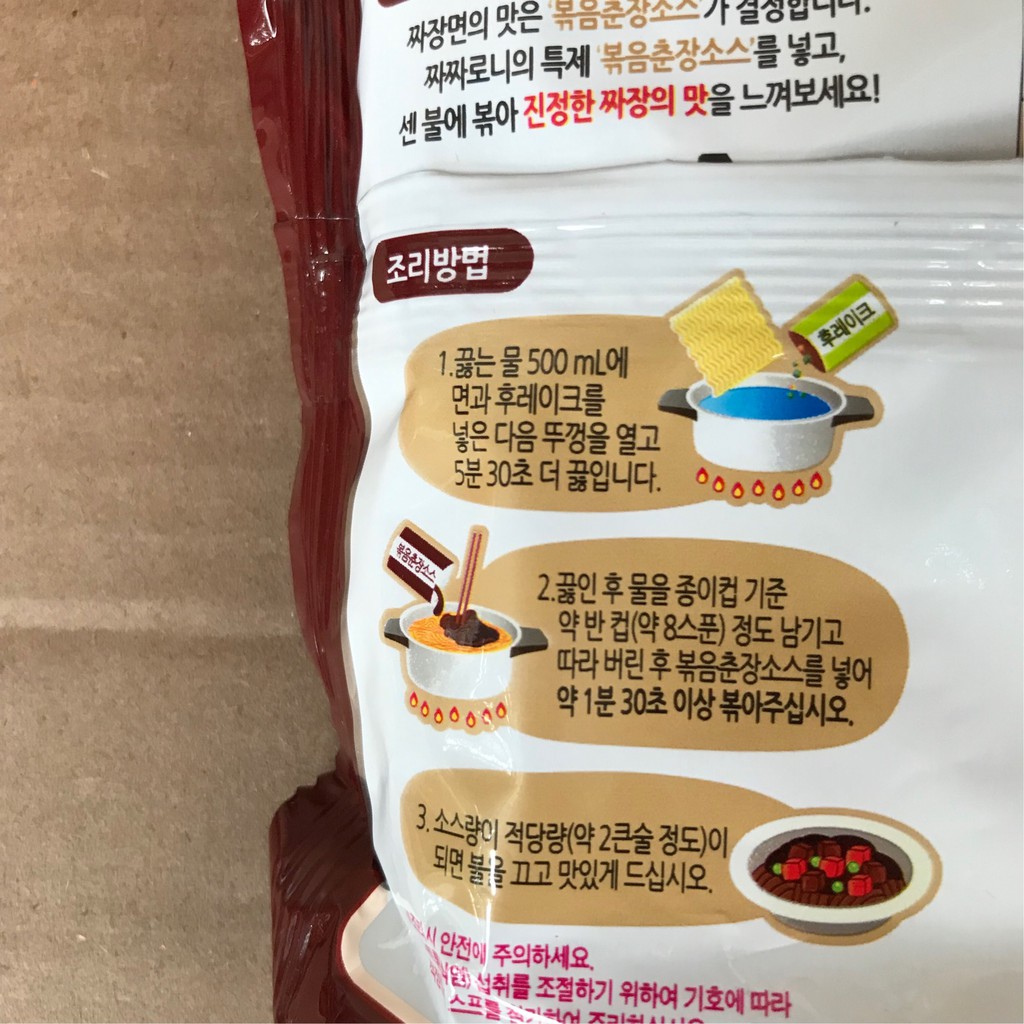 짜장면의 맛은 '볶음춘장소스'가 결정합니다.
짜짜로니의 특제 '볶음춘장소스'를 넣고,
센 불에 볶아 진정한 짜장의 맛을 느껴보세요!
조리방법
후레이크
1.끓는 물 500 mL에
면과 후레이크를
넣은 다음 뚜껑을 열고
5분 30초 더 끓입니다.
볶음춘장소스
2.끓인 후 물을 종이컵 기준
약 반 컵(약 8스푼) 정도 남기고
따라 버린 후 볶음춘장소스를 넣어
약 1분 30초 이상 볶아주십시오.
3. 소스량이 적당량(약 2큰술 정도)이
되면 불을 끄고 맛있게 드십시오.
시 안전에 주의하세요.
섭취를 조절하기 위하여 기호에 따라